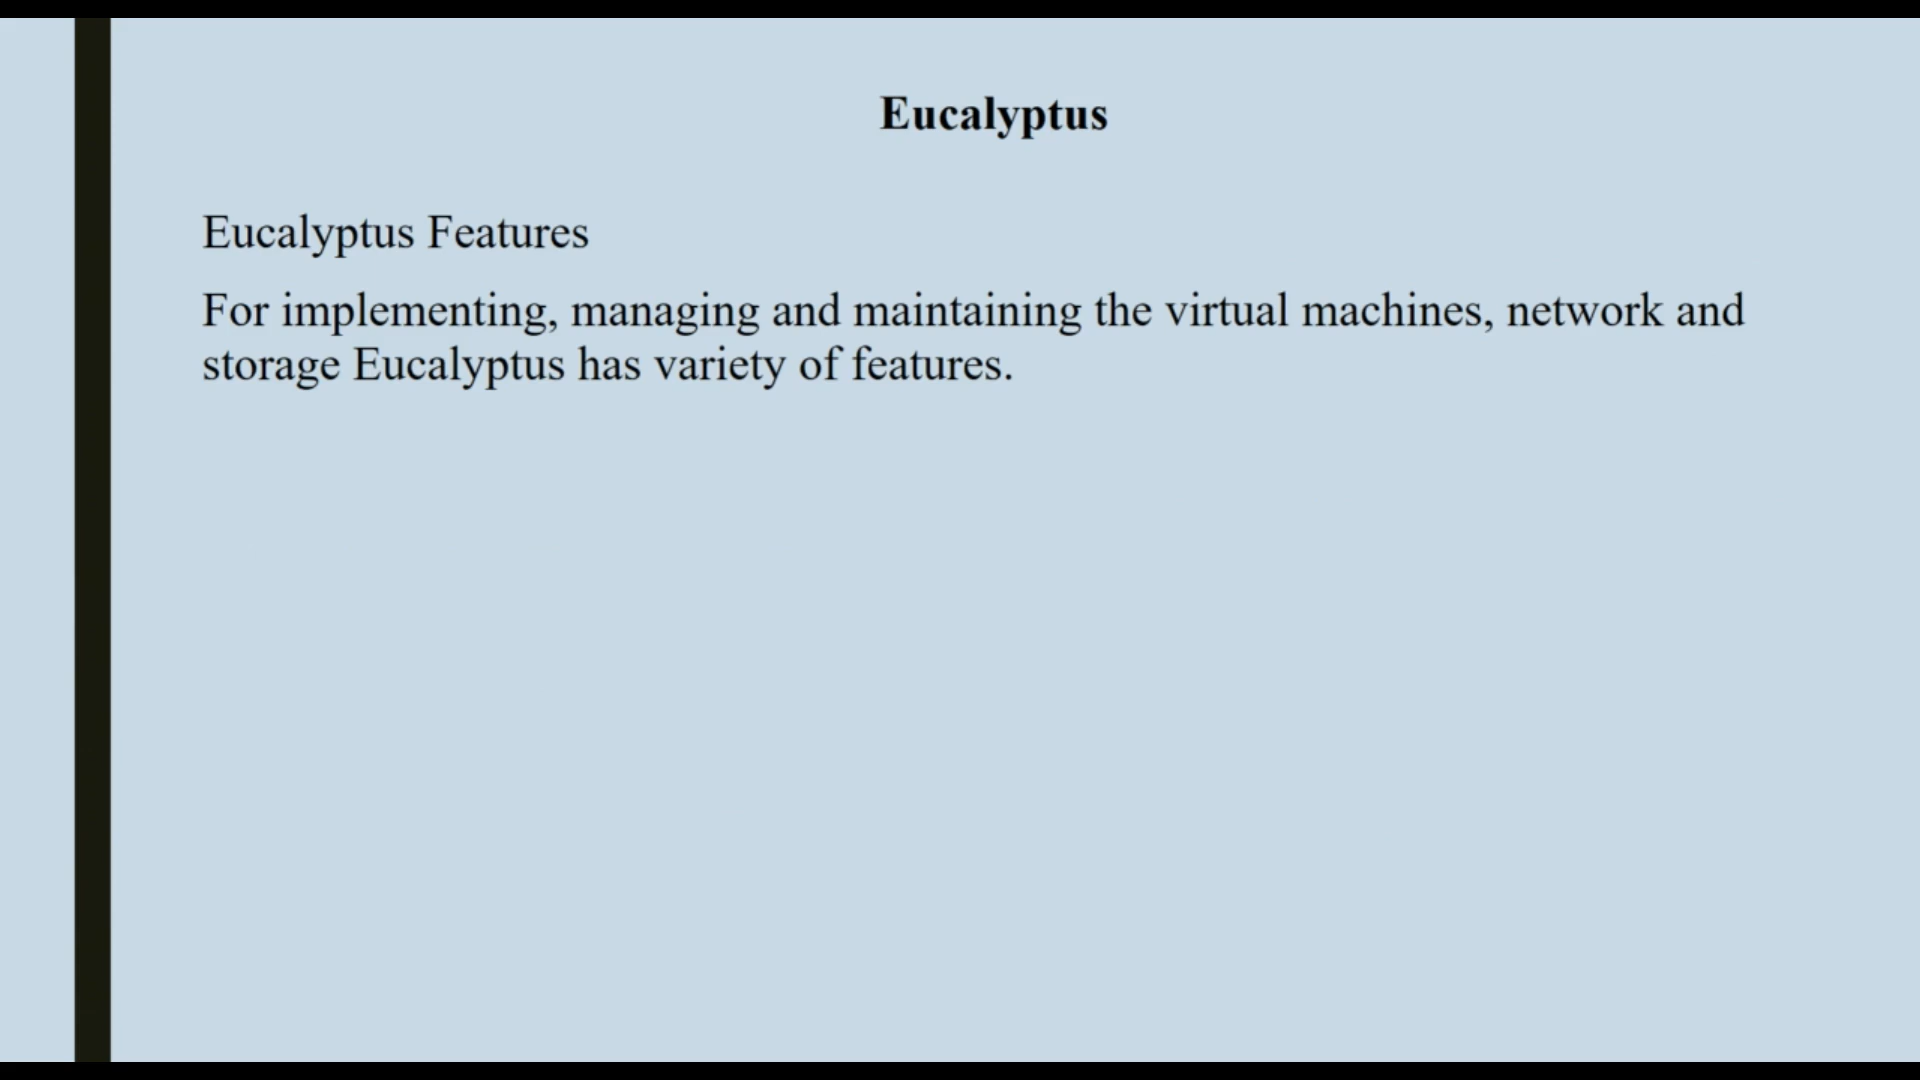 Eucalyptus
Eucalyptus Features
For implementing, managing and maintaining the virtual machines, network and
storage Eucalyptus has variety of features.